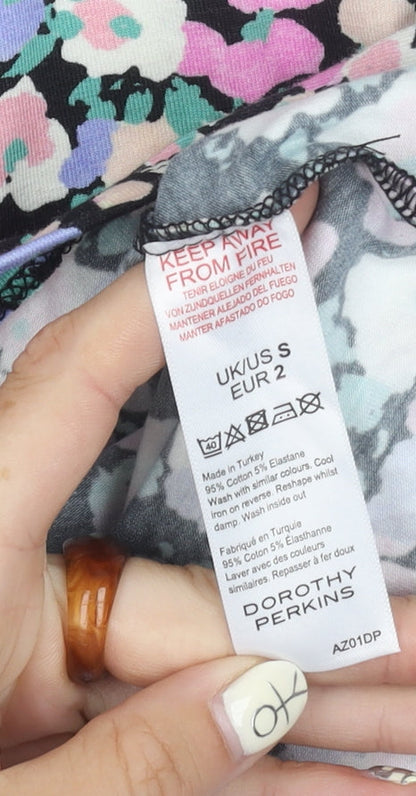 KEEP AWAY
FROM FIRE
TENIR ELOIGNE DU FEU
VON ZUNDQUELLEN FERNHALTEN
MANTENER ALEJADO DEL FUEGO
MANTER AFASTADO DO FOGO
UK/US S
EUR 2
40
Made in Turkey
95% Cotton 5% Elastane
Wash with similar colours. Cool
iron on reverse. Reshape whilst
damp. Wash inside out
Fabriqué en Turquie
95% Coton 5% Élasthanne
Laver avec des couleurs
similaires. Repasser à fer doux
DOROTHY
PERKINS
AZ01DP
OK